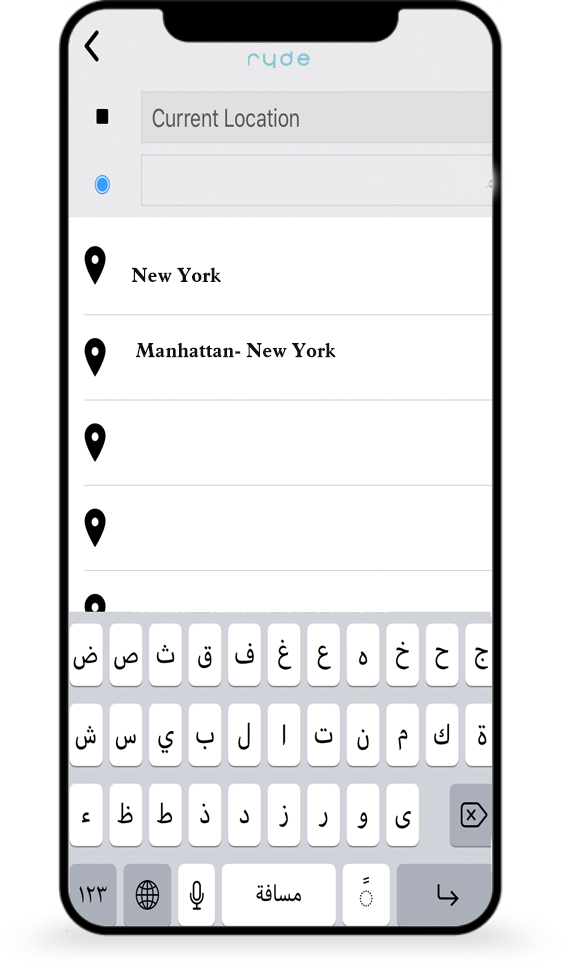 ryde
Current Location
New York
Manhattan- New York
ض ص ث ق ف غ ع ه خ ح ج
ش س ي ب ل ا ت ن م ك ة
ء ظ ط ذ د ز ر و ى
١٢٣ مسافة